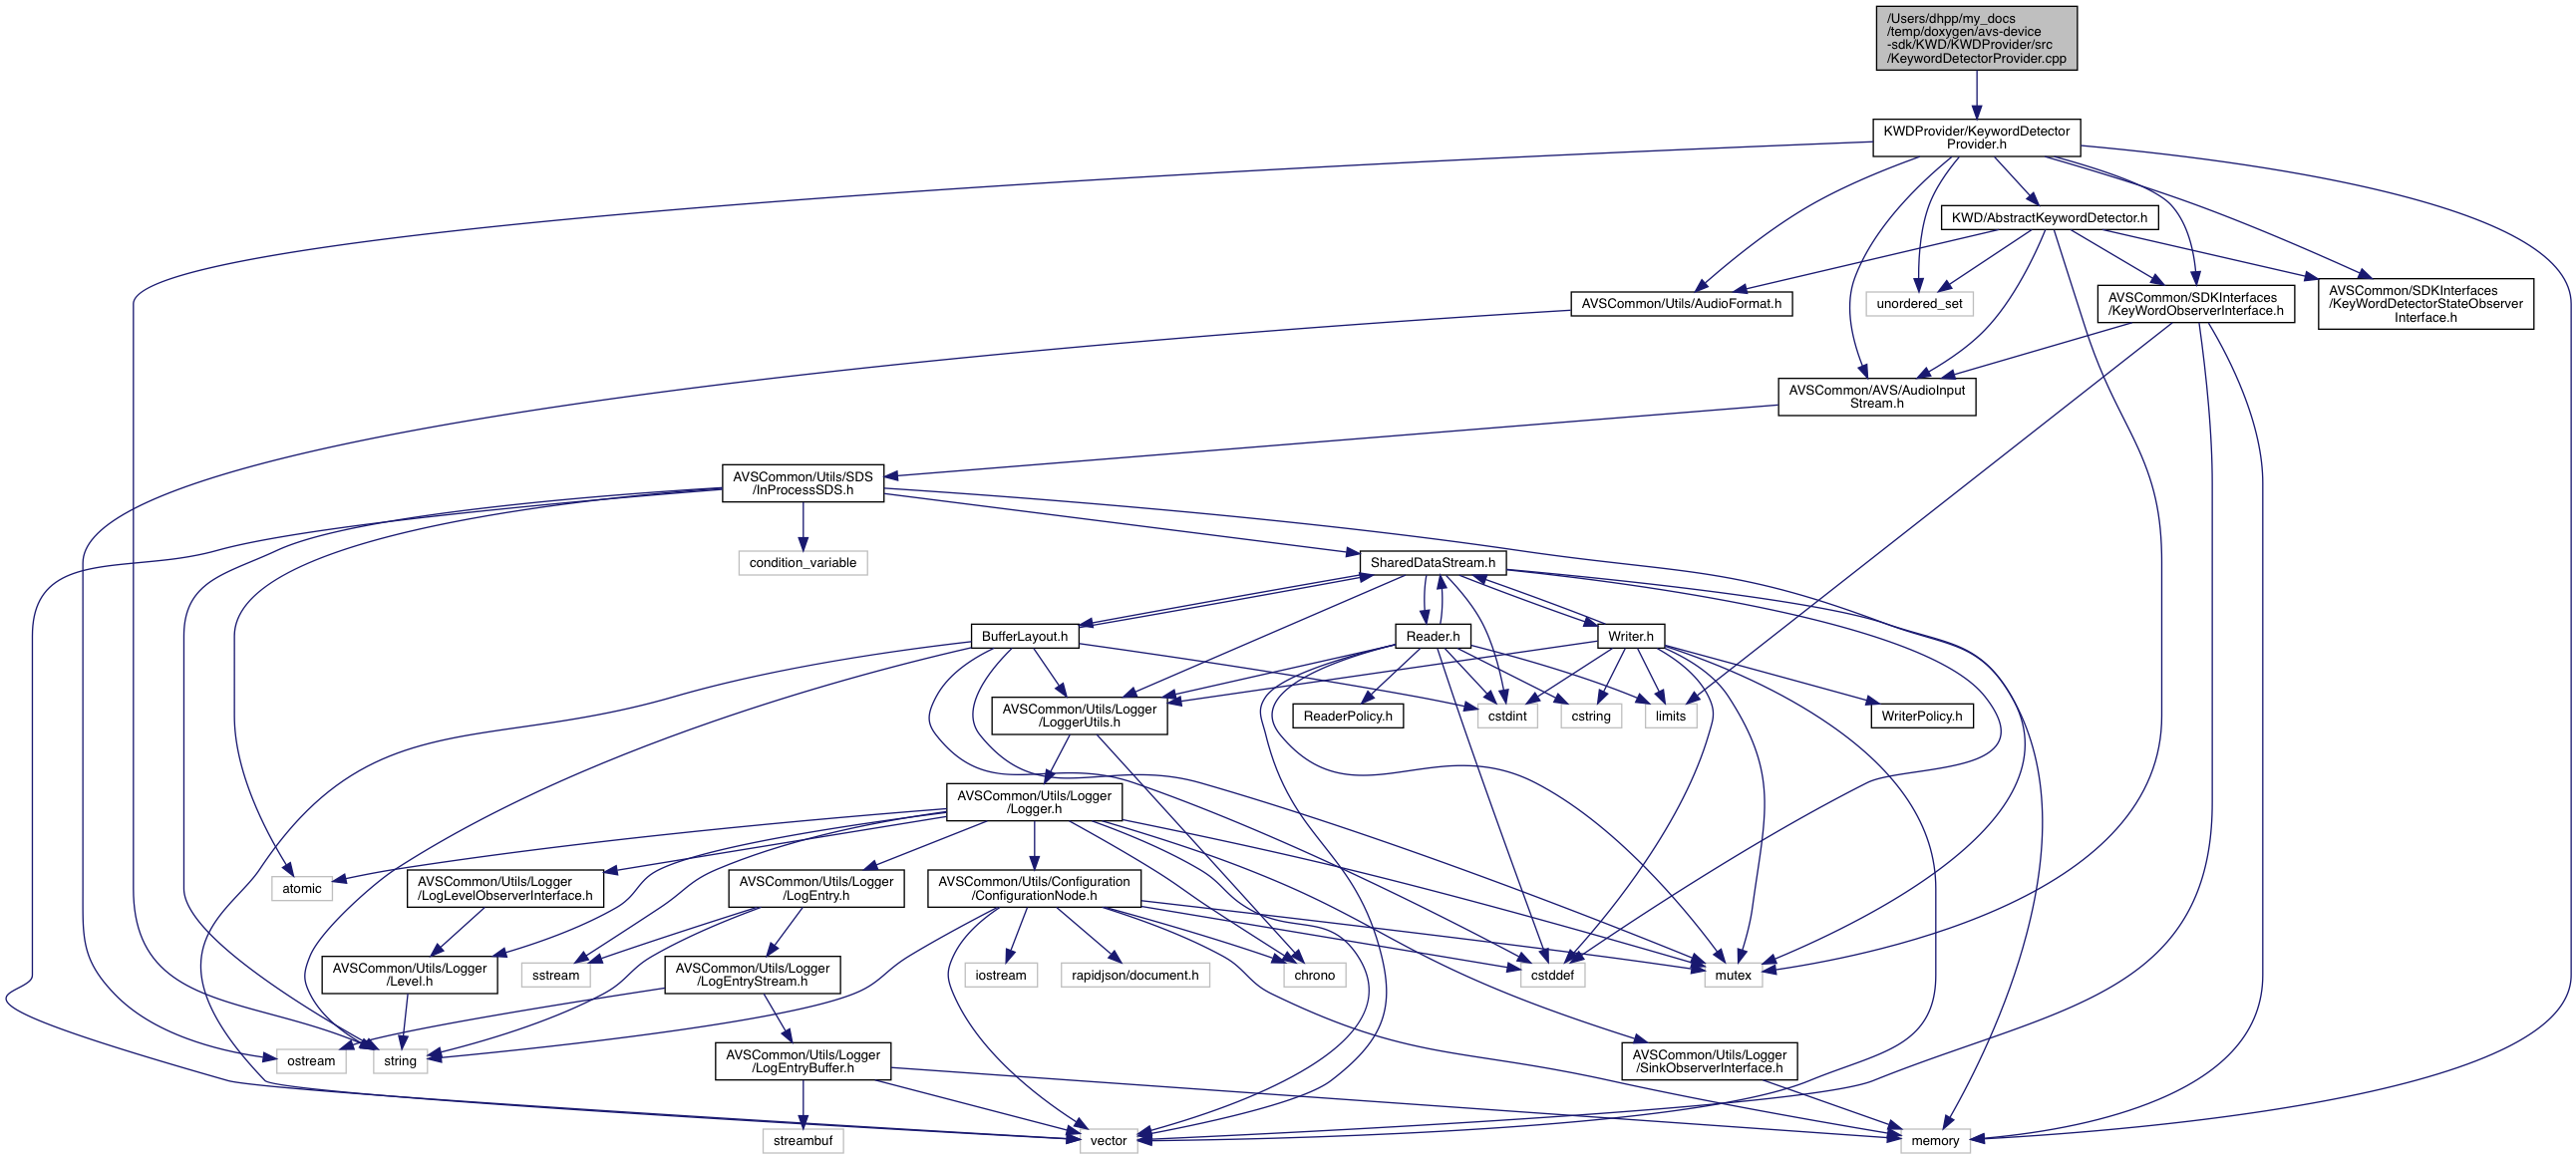 /Users/dhpp/my_docs
/temp/doxygen/avs-device
-sdk/KWD/KWDProvider/src
/KeywordDetectorProvider.cpp
KWDProvider/KeywordDetector
Provider.h
KWD/AbstractKeywordDetector.h
AVSCommon/Utils/AudioFormat.h
unordered_set
AVSCommon/SDKInterfaces
/KeyWordObserverInterface.h
AVSCommon/SDKInterfaces
/KeyWordDetectorStateObserver
Interface.h
AVSCommon/AVS/AudioInput
Stream.h
AVSCommon/Utils/SDS
/InProcessSDS.h
condition_variable
SharedDataStream.h
BufferLayout.h
Reader.h
Writer.h
AVSCommon/Utils/Logger
/LoggerUtils.h
ReaderPolicy.h
cstdint
cstring
limits
WriterPolicy.h
AVSCommon/Utils/Logger
/Logger.h
atomic
AVSCommon/Utils/Logger
/LogLevelObserverInterface.h
AVSCommon/Utils/Logger
/LogEntry.h
AVSCommon/Utils/Configuration
/ConfigurationNode.h
AVSCommon/Utils/Logger
/Level.h
sstream
AVSCommon/Utils/Logger
/LogEntryStream.h
iostream
rapidjson/document.h
chrono
cstddef
mutex
ostream
string
AVSCommon/Utils/Logger
/LogEntryBuffer.h
AVSCommon/Utils/Logger
/SinkObserverInterface.h
streambuf
vector
memory